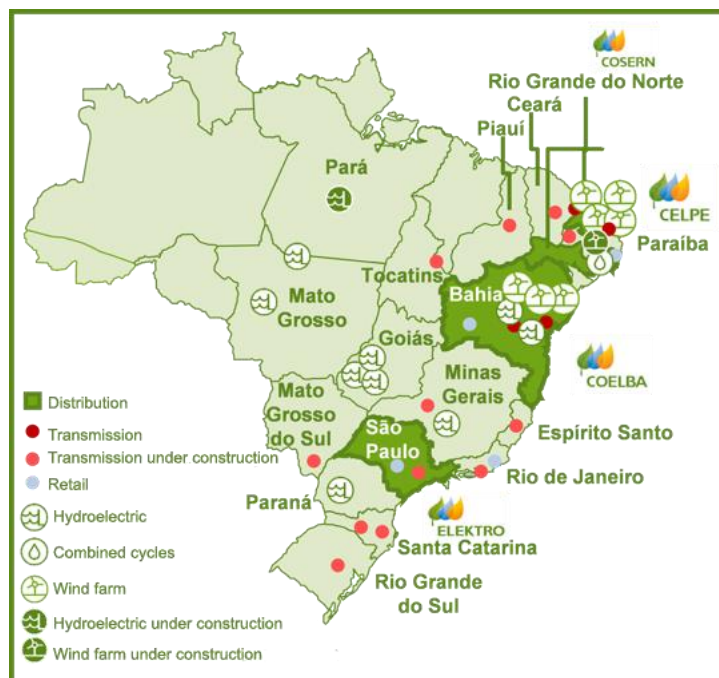 COSERN
Rio Grande do Norte
Ceará
Piauí
Pará
CELPE
Paraíba
Tocatins
Mato
Grosso
Bahia
Goiás
COELBA
Minas
Gerais
Mato
Grosso
do Sul
São
Paulo
Espírito Santo
Rio de Janeiro
Paraná
ELEKTRO
Santa Catarina
Rio Grande
do Sul
Distribution
Transmission
Transmission under construction
Retail
Hydroelectric
Combined cycles
Wind farm
Hydroelectric under construction
Wind farm under construction